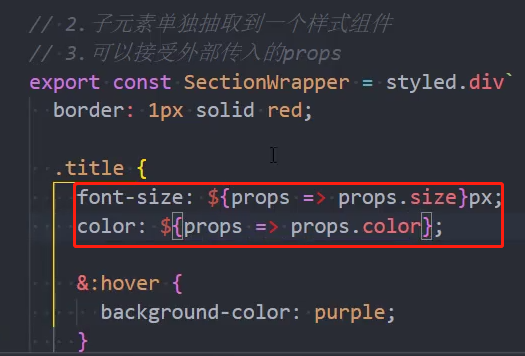 // 2.子元素单独抽取到一个样式组件
// 3.可以接受外部传入的props
export const SectionWrapper = styled.div`
border: 1px solid red;
.title {
font-size: ${props => props.size}px;
color: ${props => props.color};
&:hover {
background-color: purple;
}